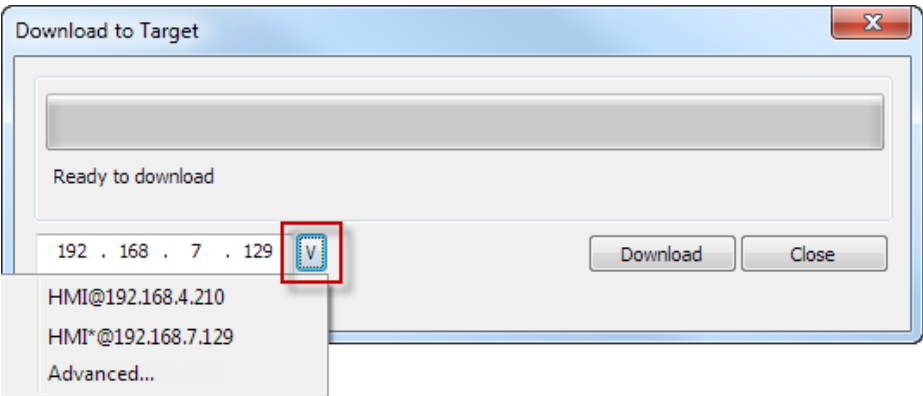 Download to Target
X
Ready to download
192 . 168 . 7 . 129 V Download Close
HMI@192.168.4.210
HMI*@192.168.7.129
Advanced...